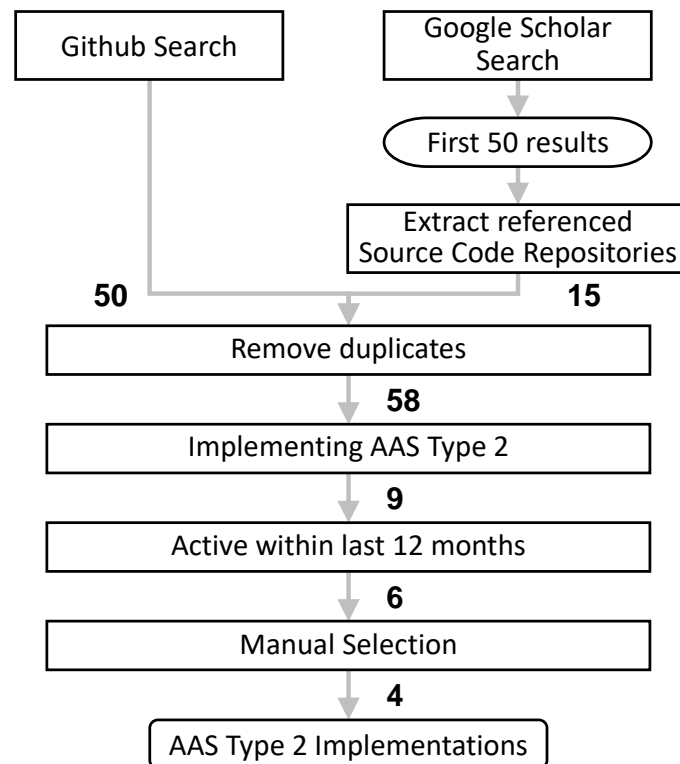 Github Search
Google Scholar
Search
First 50 results
Extract referenced
Source Code Repositories
50
15
Remove duplicates
58
Implementing AAS Type 2
9
Active within last 12 months
6
Manual Selection
4
AAS Type 2 Implementations